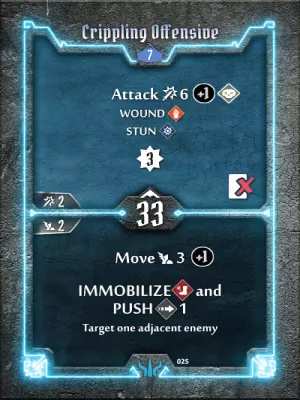 Crippling Offensive
7
Attack 6 +1
WOUND
STUN
3
2
33
2
Move 3 +1
IMMOBILIZE and
PUSH 1
Target one adjacent enemy
025